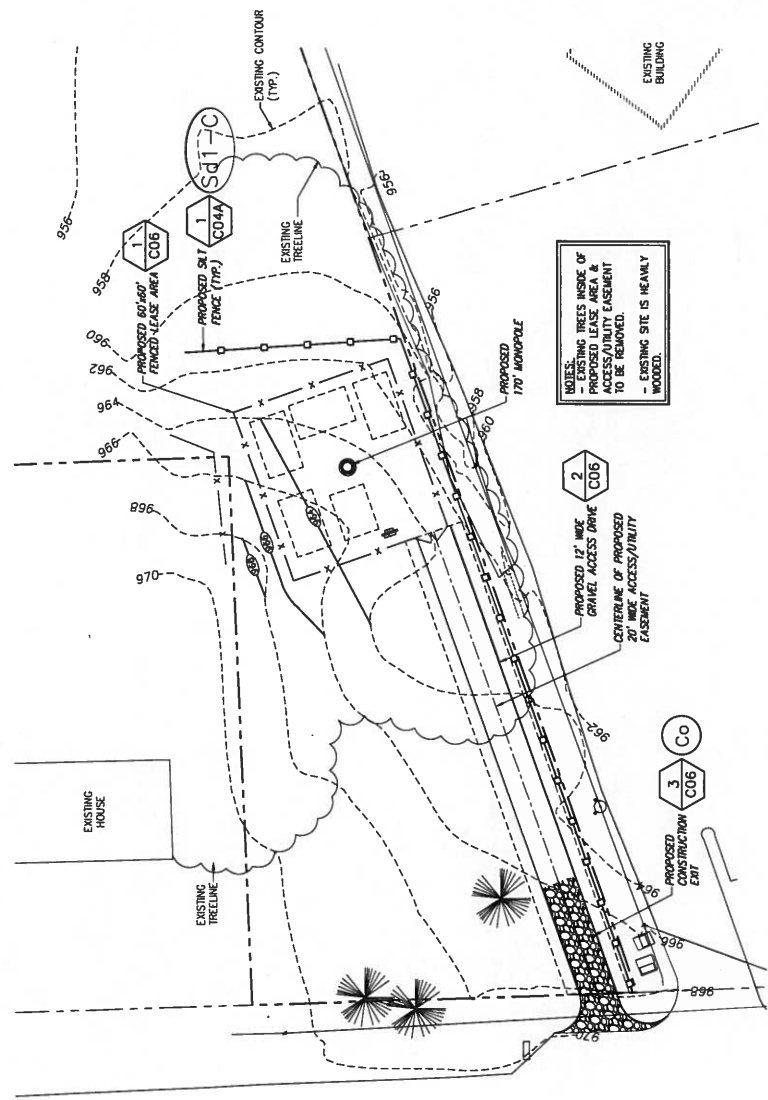 EXISTING CONTOUR
(TYP.)
EXISTING
BUILDING
Sd1-C
956
958
1
C06
1
C04A
PROPOSED 60'x60'
FENCED LEASE AREA
PROPOSED SILT
FENCE (TYP.)
EXISTING
TREELINE
956
960
962
964
966
968
970
956
958
960
PROPOSED
170' MONOPOLE
NOTES:
- EXISTING TREES INSIDE OF
PROPOSED LEASE AREA &
ACCESS/UTILITY EASEMENT
TO BE REMOVED.
- EXISTING SITE IS HEAVILY
WOODED.
2
C06
PROPOSED 12' WIDE
GRAVEL ACCESS DRIVE
CENTERLINE OF PROPOSED
20' WIDE ACCESS/UTILITY
EASEMENT
EXISTING
HOUSE
EXISTING
TREELINE
962
Co
3
C06
PROPOSED
CONSTRUCTION
EXIT
964
966
968
970